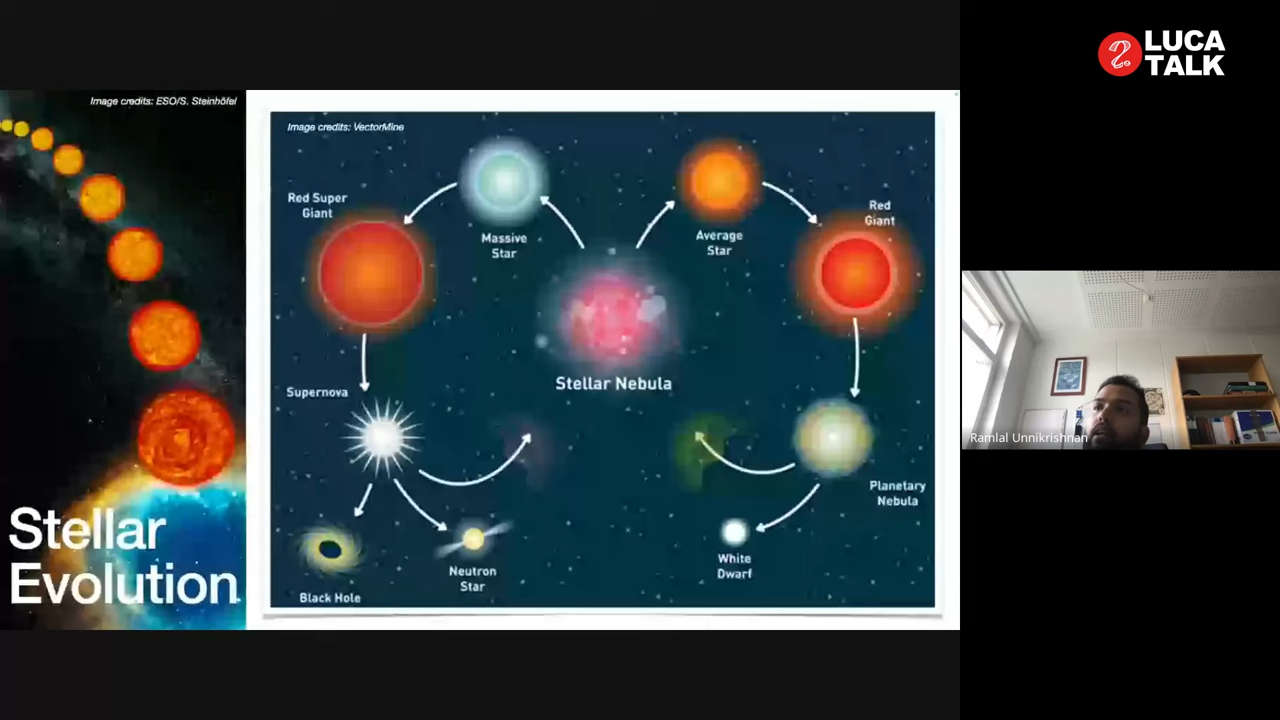 LUCA
TALK
Image credits: ESO/S. Steinhöfel
Stellar
Evolution
Image credits: VectorMine
Red Super
Giant
Massive
Star
Average
Star
Red
Giant
Stellar Nebula
Supernova
Planetary
Nebula
Black Hole
Neutron
Star
White
Dwarf
Ramlal Unnikrishnan